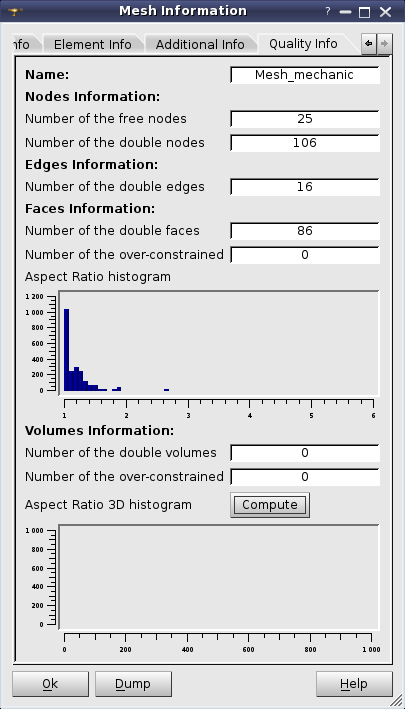 Mesh Information
?
nfo Element Info Additional Info Quality Info
Name: Mesh_mechanic
Nodes Information:
Number of the free nodes 25
Number of the double nodes 106
Edges Information:
Number of the double edges 16
Faces Information:
Number of the double faces 86
Number of the over-constrained 0
Aspect Ratio histogram
1 200
1 000
800
600
400
200
0
1 2 3 4 5 6
Volumes Information:
Number of the double volumes 0
Number of the over-constrained 0
Aspect Ratio 3D histogram Compute
1 000
800
600
400
200
0
0 200 400 600 800 1 000
Ok Dump Help